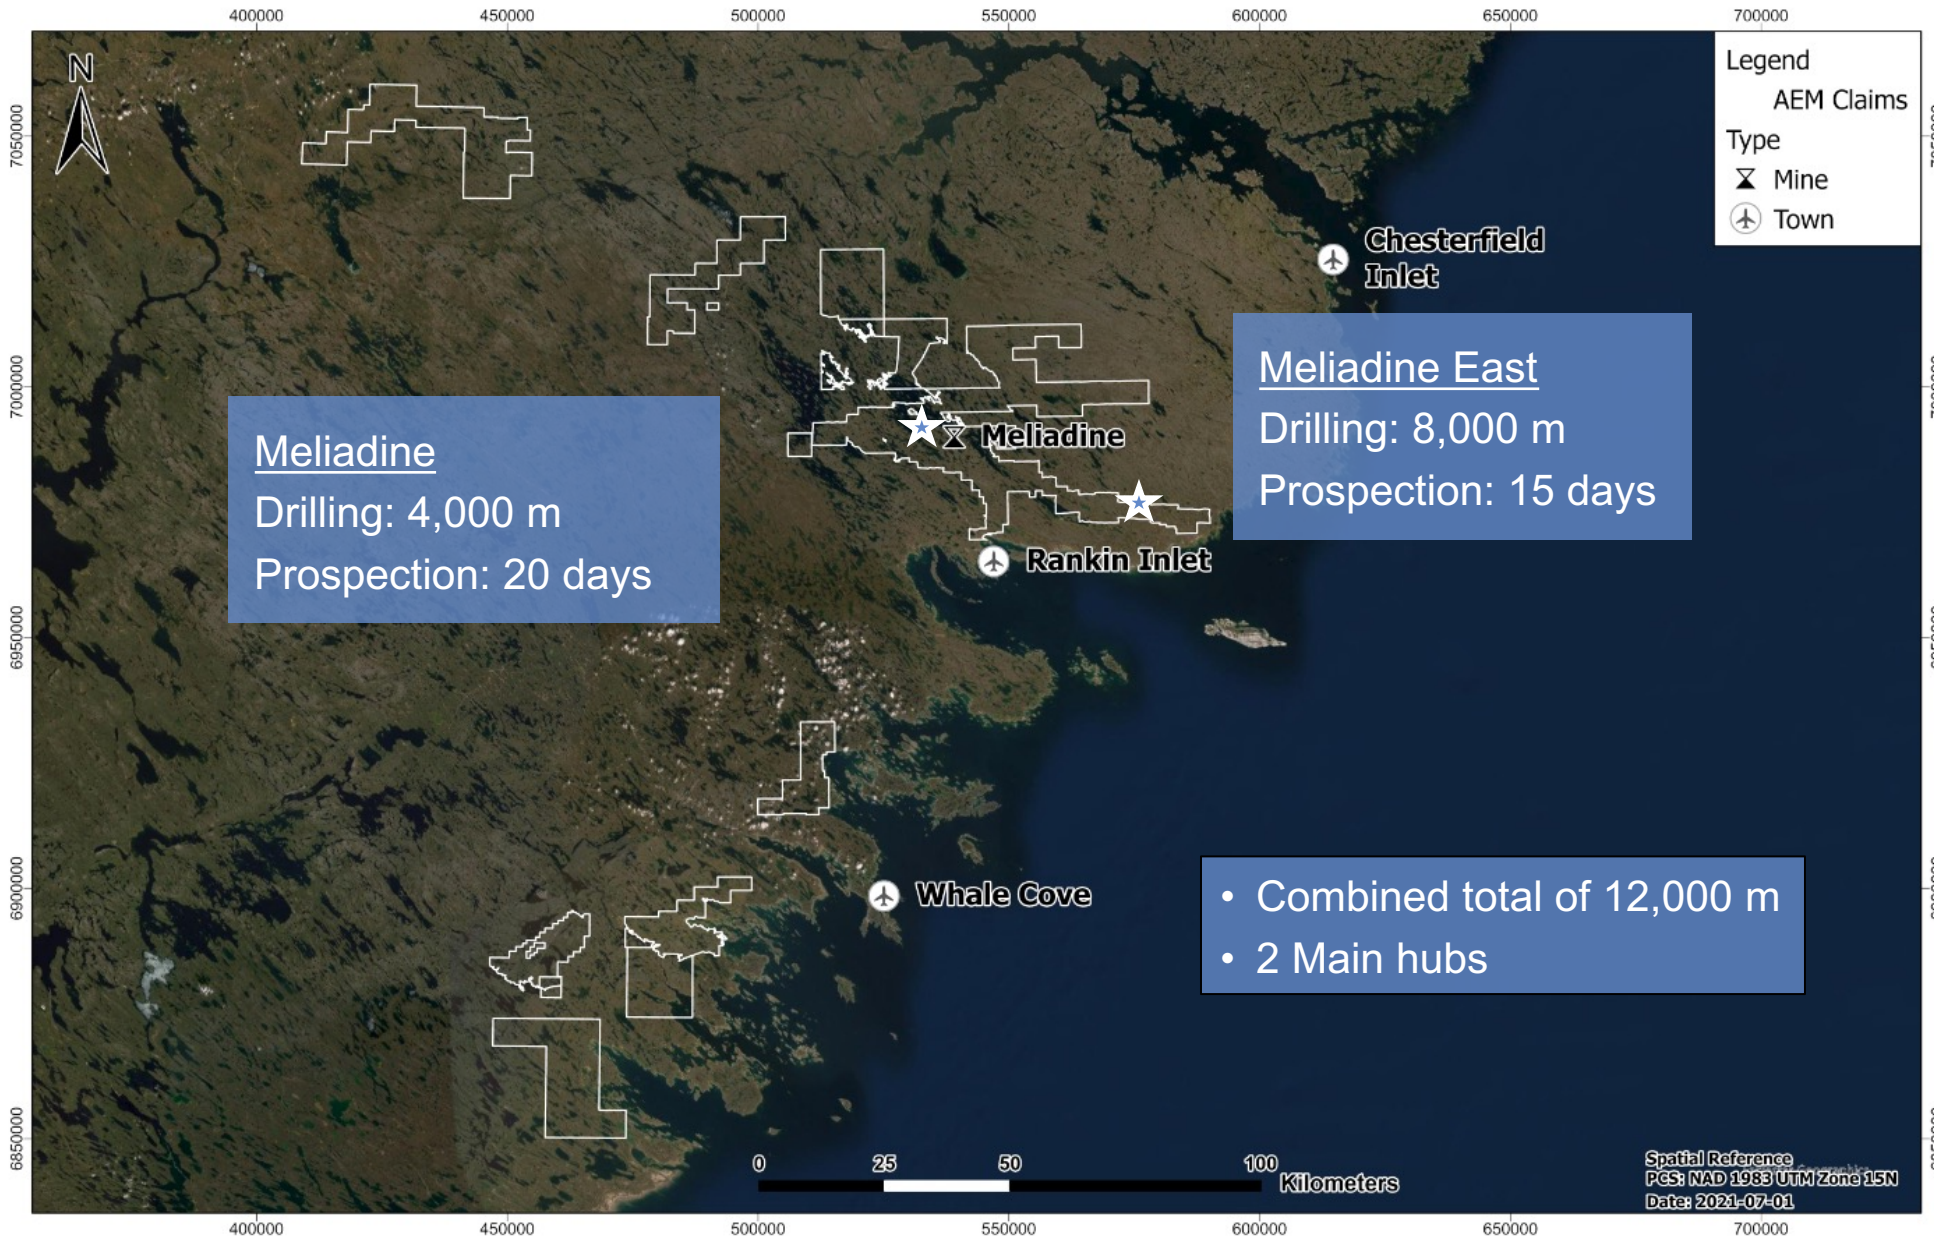 400000 450000 500000 550000 600000 650000 700000
N
Legend
AEM Claims
Type
Mine
Town
7050000
7000000
6950000
6900000
6850000
Chesterfield
Inlet
Meliadine East
Drilling: 8,000 m
Prospection: 15 days
Meliadine
Drilling: 4,000 m
Prospection: 20 days
Meliadine
Rankin Inlet
Whale Cove
• Combined total of 12,000 m
• 2 Main hubs
0 25 50 100
Kilometers
Spatial Reference
PCS: NAD 1983 UTM Zone 15N
Date: 2021-07-01
400000 450000 500000 550000 600000 650000 700000